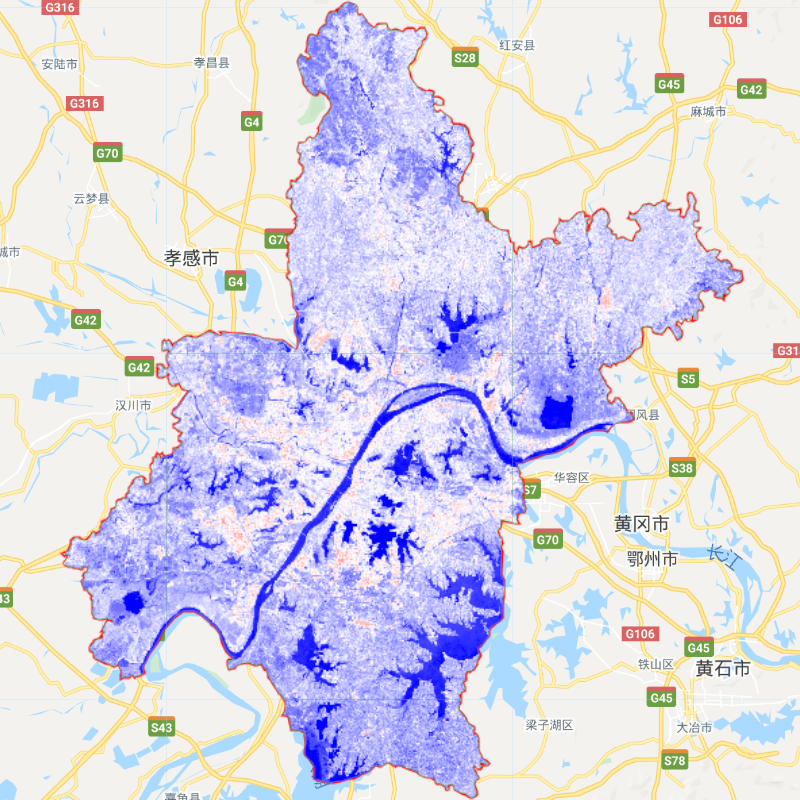 G316
G106
红安县
S28
安陆市
孝昌县
G45
G42
G316
麻城市
G4
G70
云梦县
G70
城市
孝感市
G4
G42
G31
G42
S5
汉川市
风县
S38
华容区
S7
黄冈市
G70
长江
鄂州市
43
G106
G45
铁山区
黄石市
G45
S43
梁子湖区
大冶市
S78
嘉鱼县